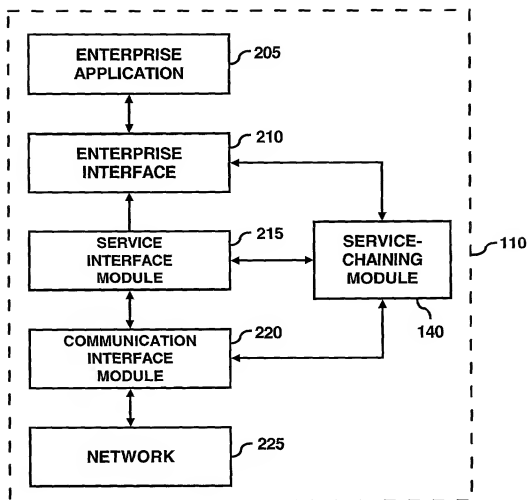 ENTERPRISE
APPLICATION
205
ENTERPRISE
INTERFACE
210
SERVICE
INTERFACE
MODULE
215
SERVICE-
CHAINING
MODULE
140
110
COMMUNICATION
INTERFACE
MODULE
220
NETWORK
225